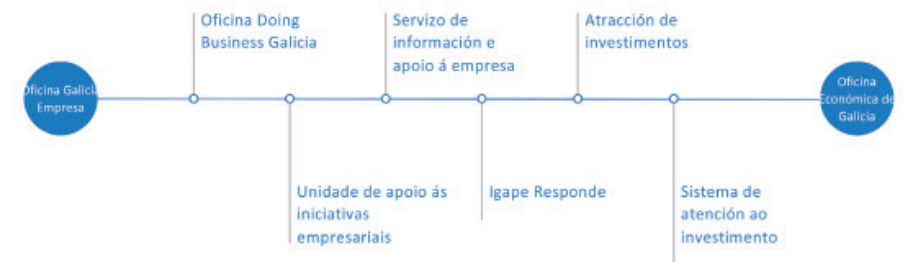 Oficina Galicia
Empresa
Oficina Doing
Business Galicia
Unidade de apoio ás
iniciativas
empresariais
Servizo de
información e
apoio á empresa
Igape Responde
Atracción de
investimentos
Sistema de
atención ao
investimento
Oficina
Económica de
Galicia